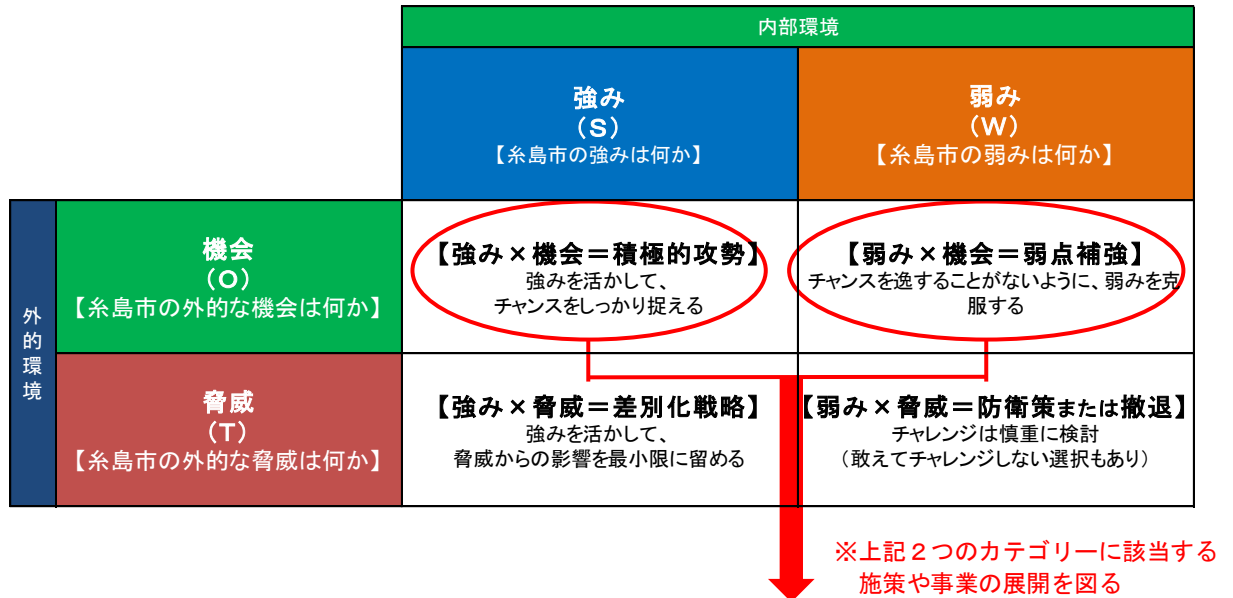 内部環境
強み
(S)
【糸島市の強みは何か】
弱み
(W)
【糸島市の弱みは何か】
外的環境
機会
(O)
【糸島市の外的な機会は何か】
【強み×機会＝積極的攻勢】
強みを活かして、
チャンスをしっかり捉える
【弱み×機会＝弱点補強】
チャンスを逸することがないように、弱みを克
服する
脅威
(T)
【糸島市の外的な脅威は何か】
【強み×脅威＝差別化戦略】
強みを活かして、
脅威からの影響を最小限に留める
【弱み×脅威＝防衛策または撤退】
チャレンジは慎重に検討
（敢えてチャレンジしない選択もあり）
※上記２つのカテゴリーに該当する
施策や事業の展開を図る